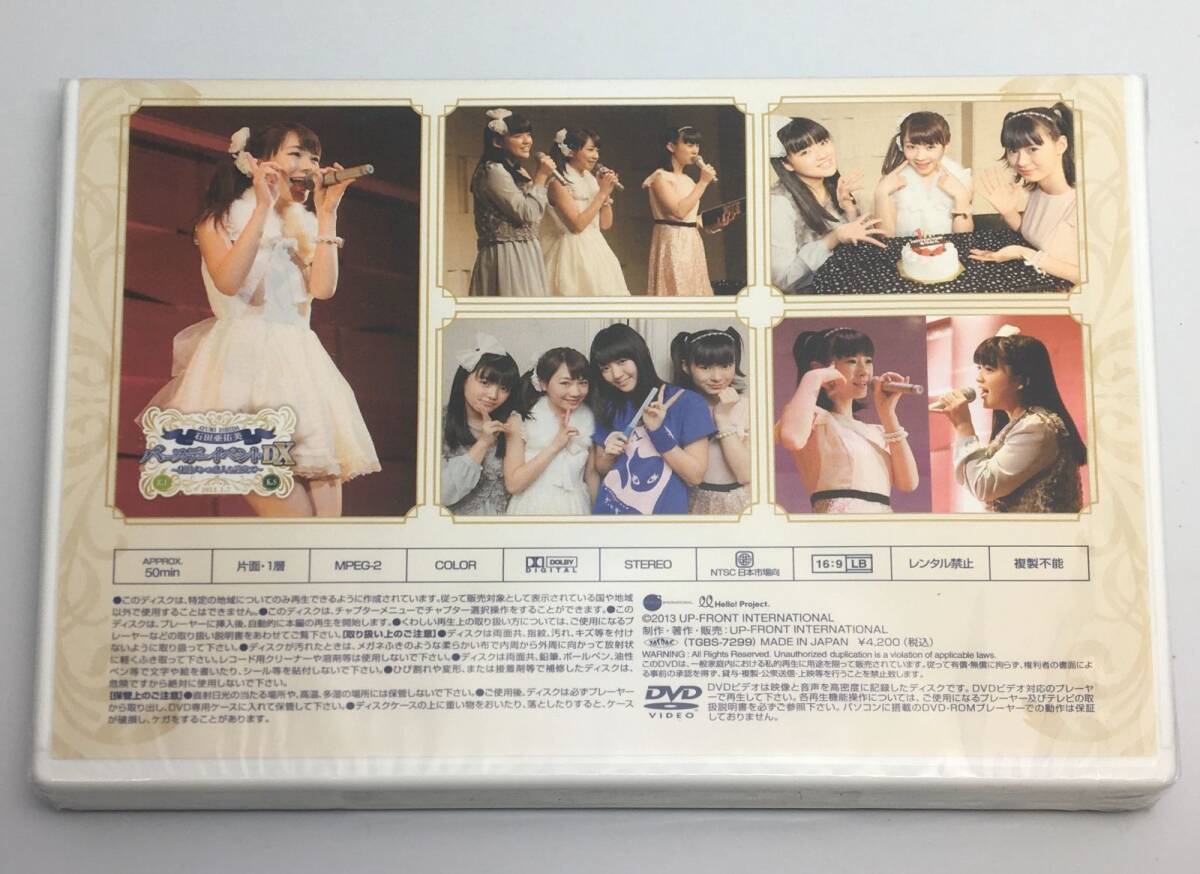 AYUMI ISHIDA
石田亜佑美
バースデーイベントDX
APPROX.
50min
片面・1層
MPEG-2
COLOR
DOLBY
DIGITAL
STEREO
NTSC 日本市場向
16:9 LB
レンタル禁止
複製不能
●このディスクは、特定の地域についてのみ再生できるように作成されています。従って販売対象として表示されている国や地域
以外で使用することはできません。●このディスクは、チャプターメニューでチャプター選択操作をすることができます。●この
ディスクは、プレーヤーに挿入後、自動的に本編の再生を開始します。●くわしい再生上の取り扱い方については、ご使用になるプ
レーヤーなどの取り扱い説明書をあわせてご覧下さい。【取り扱い上のご注意】●ディスクは両面共、指紋、汚れ、キズ等を付け
ないように取り扱って下さい。●ディスクが汚れたときは、メガネふきのような柔らかい布で内周から外周に向かって放射状
に軽くふき取って下さい。レコード用クリーナーや溶剤等は使用しないで下さい。●ディスクは両面共、鉛筆、ボールペン、油性
ペン等で文字や絵を書いたり、シール等を貼付しないで下さい。●ひび割れや変形、または接着剤等で補修したディスクは、
危険ですから絶対に使用しないで下さい。
【保管上のご注意】●直射日光の当たる場所や、高温、多湿の場所には保管しないで下さい。●ご使用後、ディスクは必ずプレーヤー
から取り出し、DVD専用ケースに入れて保管して下さい。●ディスクケースの上に重い物をおいたり、落としたりすると、ケース
が破損し、ケガをすることがあります。
Hello! Project.
©2013 UP-FRONT INTERNATIONAL
制作・著作・販売:UP-FRONT INTERNATIONAL
(TGBS-7299) MADE IN JAPAN ¥4,200(税込)
WARNING : All Rights Reserved. Unauthorized duplication is a violation of applicable laws.
このDVDは、一般家庭内における私的再生に用途を限って販売されています。従って有償・無償に拘らず、権利者の書面によ
る事前の承認を得ず、貸与・複製・公衆送信・上映等を行うことを禁止致します。
DVD
VIDEO
DVDビデオは映像と音声を高密度に記録したディスクです。DVDビデオ対応のプレーヤ
ーで再生して下さい。各再生機能操作については、ご使用になるプレーヤー及びテレビの取
扱説明書を必ずご参照下さい。パソコンに搭載のDVD-ROMプレーヤーでの動作は保証
しておりません。